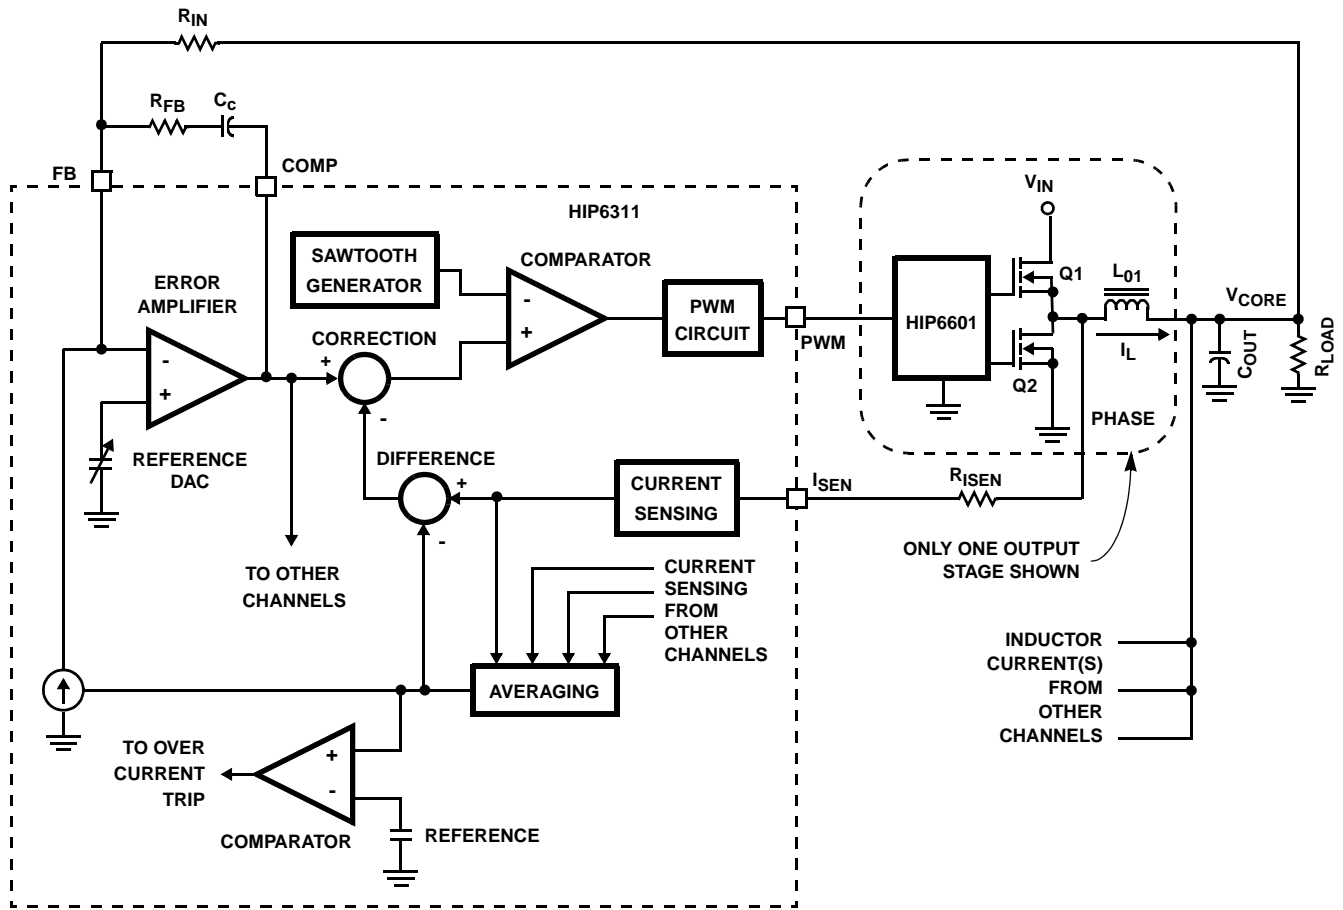 RIN
RFB
Cc
FB
COMP
HIP6311
VIN
SAWTOOTH
GENERATOR
COMPARATOR
-
+
ERROR
AMPLIFIER
-
+
PWM
CIRCUIT
PWM
HIP6601
Q1
Q2
L01
IL
VCORE
COUT
RLOAD
PHASE
+
CORRECTION
-
REFERENCE
DAC
DIFFERENCE
+
-
CURRENT
SENSING
ISEN
RISEN
ONLY ONE OUTPUT
STAGE SHOWN
TO OTHER
CHANNELS
CURRENT
SENSING
FROM
OTHER
CHANNELS
INDUCTOR
CURRENT(S)
FROM
OTHER
CHANNELS
AVERAGING
TO OVER
CURRENT
TRIP
+
-
COMPARATOR
REFERENCE